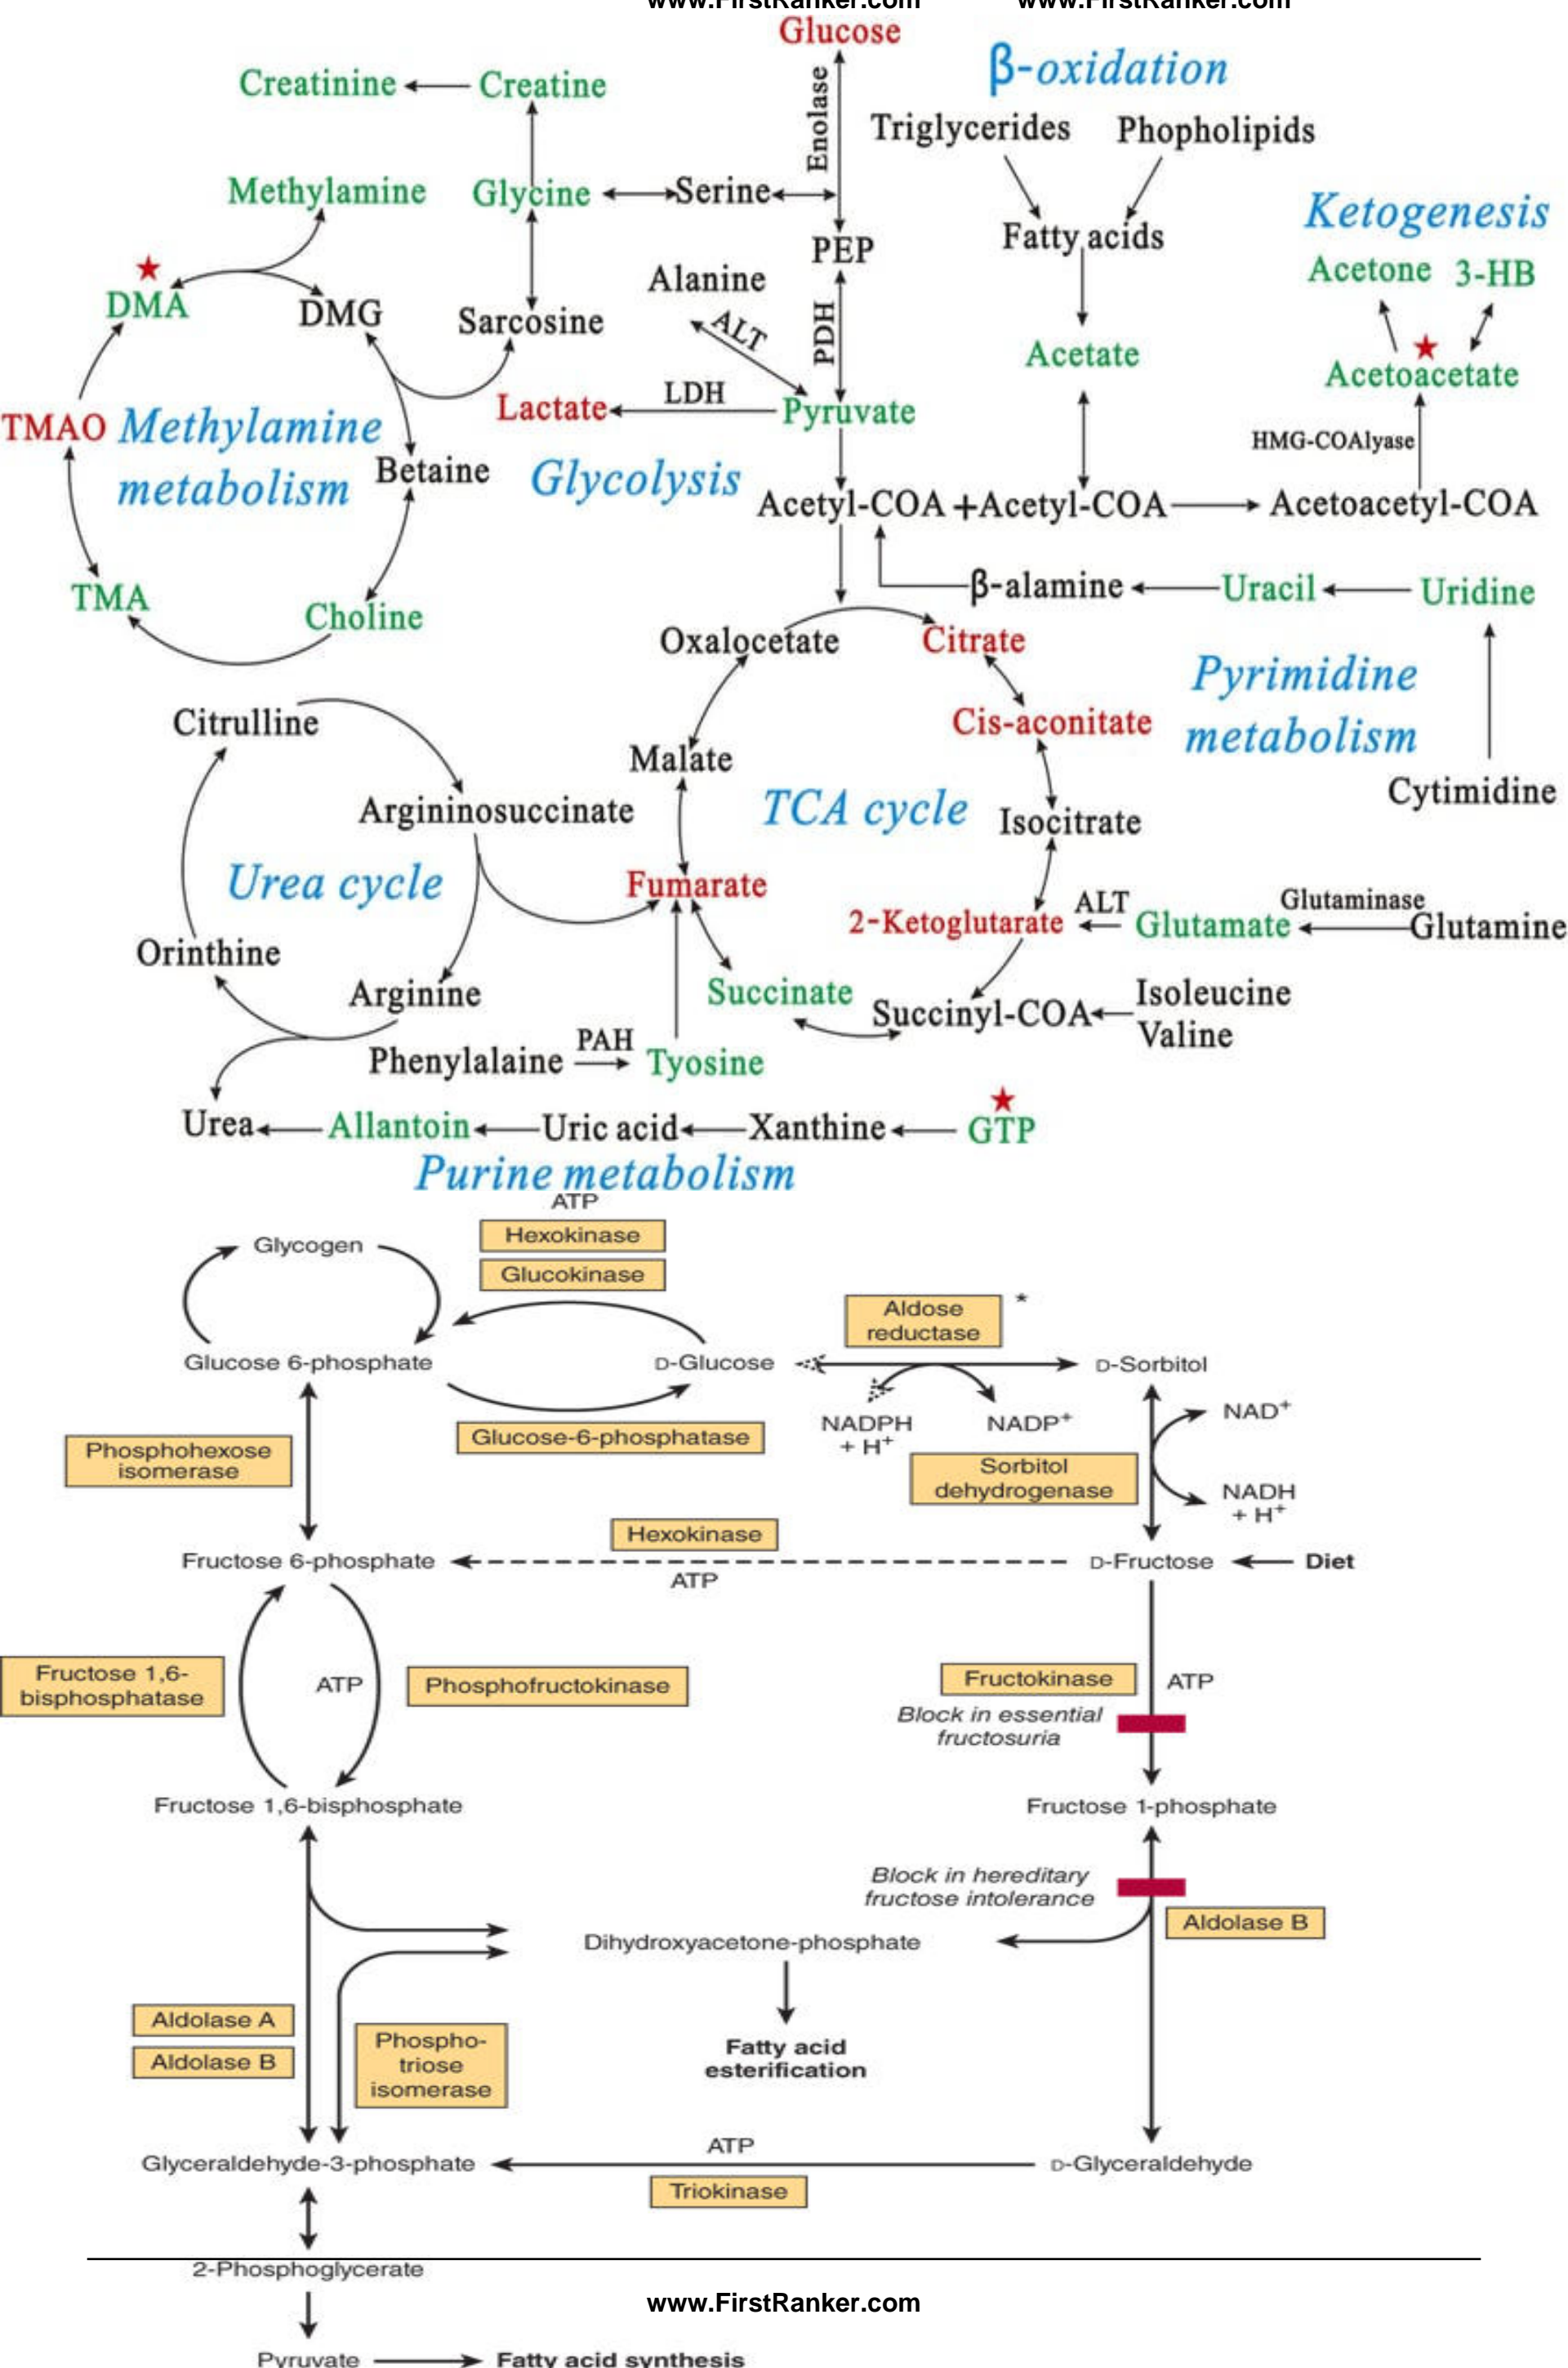 www.FirstRanker.com www.FirstRanker.com
Glucose
β-oxidation
Creatinine Creatine
Enolase
Triglycerides Phopholipids
Methylamine Glycine Serine
Ketogenesis
PEP Fatty acids
Acetone 3-HB
Alanine
DMA DMG Sarcosine
ALT PDH
Acetate
Acetoacetate
Lactate LDH Pyruvate
TMAO Methylamine
metabolism
HMG-COAlyase
Betaine
Glycolysis
Acetyl-COA +Acetyl-COA Acetoacetyl-COA
TMA β-alamine Uracil Uridine
Choline
Oxalocetate Citrate
Pyrimidine
metabolism
Citrulline Cis-aconitate
Malate
Cytimidine
Argininosuccinate TCA cycle Isocitrate
Urea cycle Fumarate
2-Ketoglutarate ALT Glutamate Glutaminase Glutamine
Orinthine
Arginine Succinate Succinyl-COA Isoleucine
Valine
Phenylalaine PAH Tyosine
Urea Allantoin Uric acid Xanthine GTP
Purine metabolism
ATP
Hexokinase
Glycogen
Glucokinase
Aldose
reductase
*
Glucose 6-phosphate D-Glucose D-Sorbitol
NADPH
+ H+
NADP+
NAD+
Glucose-6-phosphatase
Phosphohexose
isomerase
Sorbitol
dehydrogenase
NADH
+ H+
Hexokinase
Fructose 6-phosphate D-Fructose Diet
ATP
Fructose 1,6-
bisphosphatase
ATP
Phosphofructokinase
Fructokinase
ATP
Block in essential
fructosuria
Fructose 1,6-bisphosphate Fructose 1-phosphate
Block in hereditary
fructose intolerance
Aldolase B
Dihydroxyacetone-phosphate
Aldolase A
Aldolase B
Phospho-
triose
isomerase
Fatty acid
esterification
ATP
Glyceraldehyde-3-phosphate D-Glyceraldehyde
Triokinase
2-Phosphoglycerate
www.FirstRanker.com
Pyruvate Fatty acid synthesis